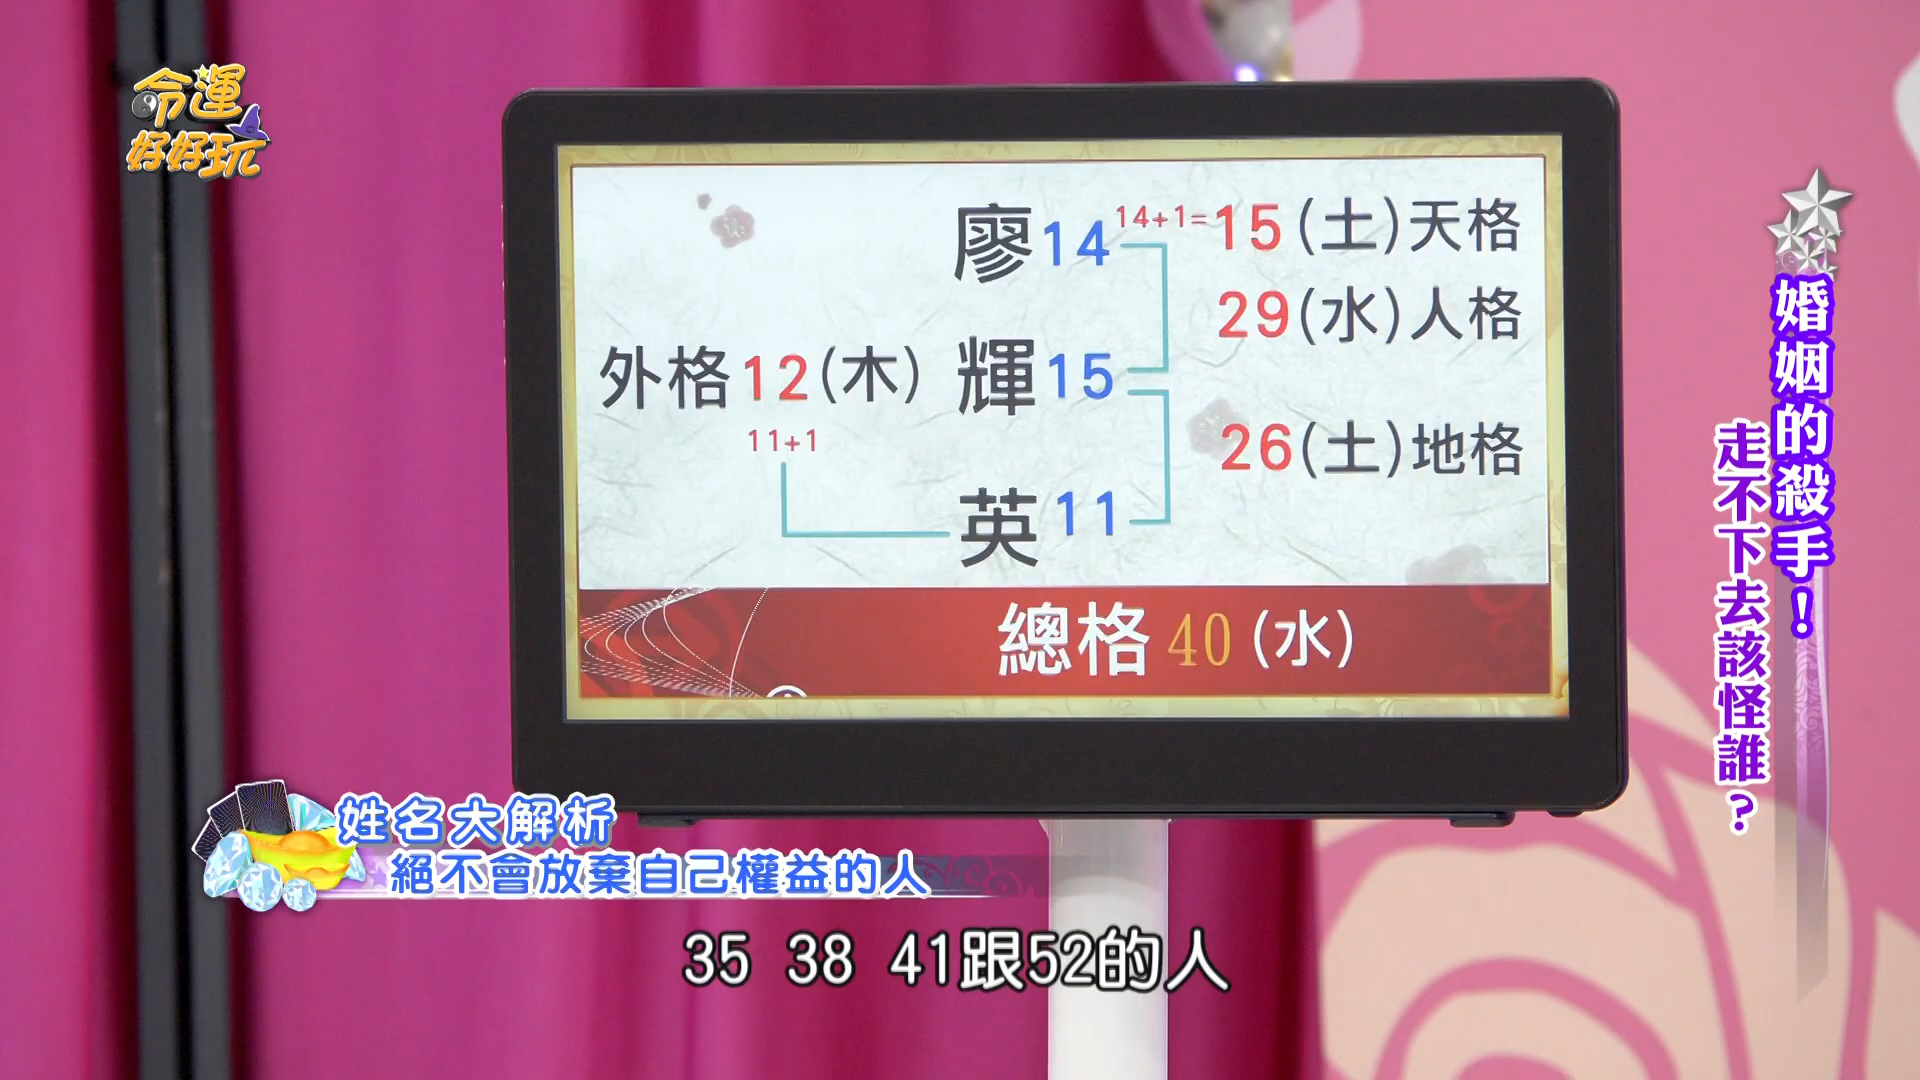 命運
好好玩
廖14 14+1=15(土)天格
29(水)人格
外格12(木) 輝15
11+1
26(土)地格
英11
總格40(水)
婚姻的殺手!
走不下去該怪誰?
姓名大解析
絕不會放棄自己權益的人
35 38 41跟52的人